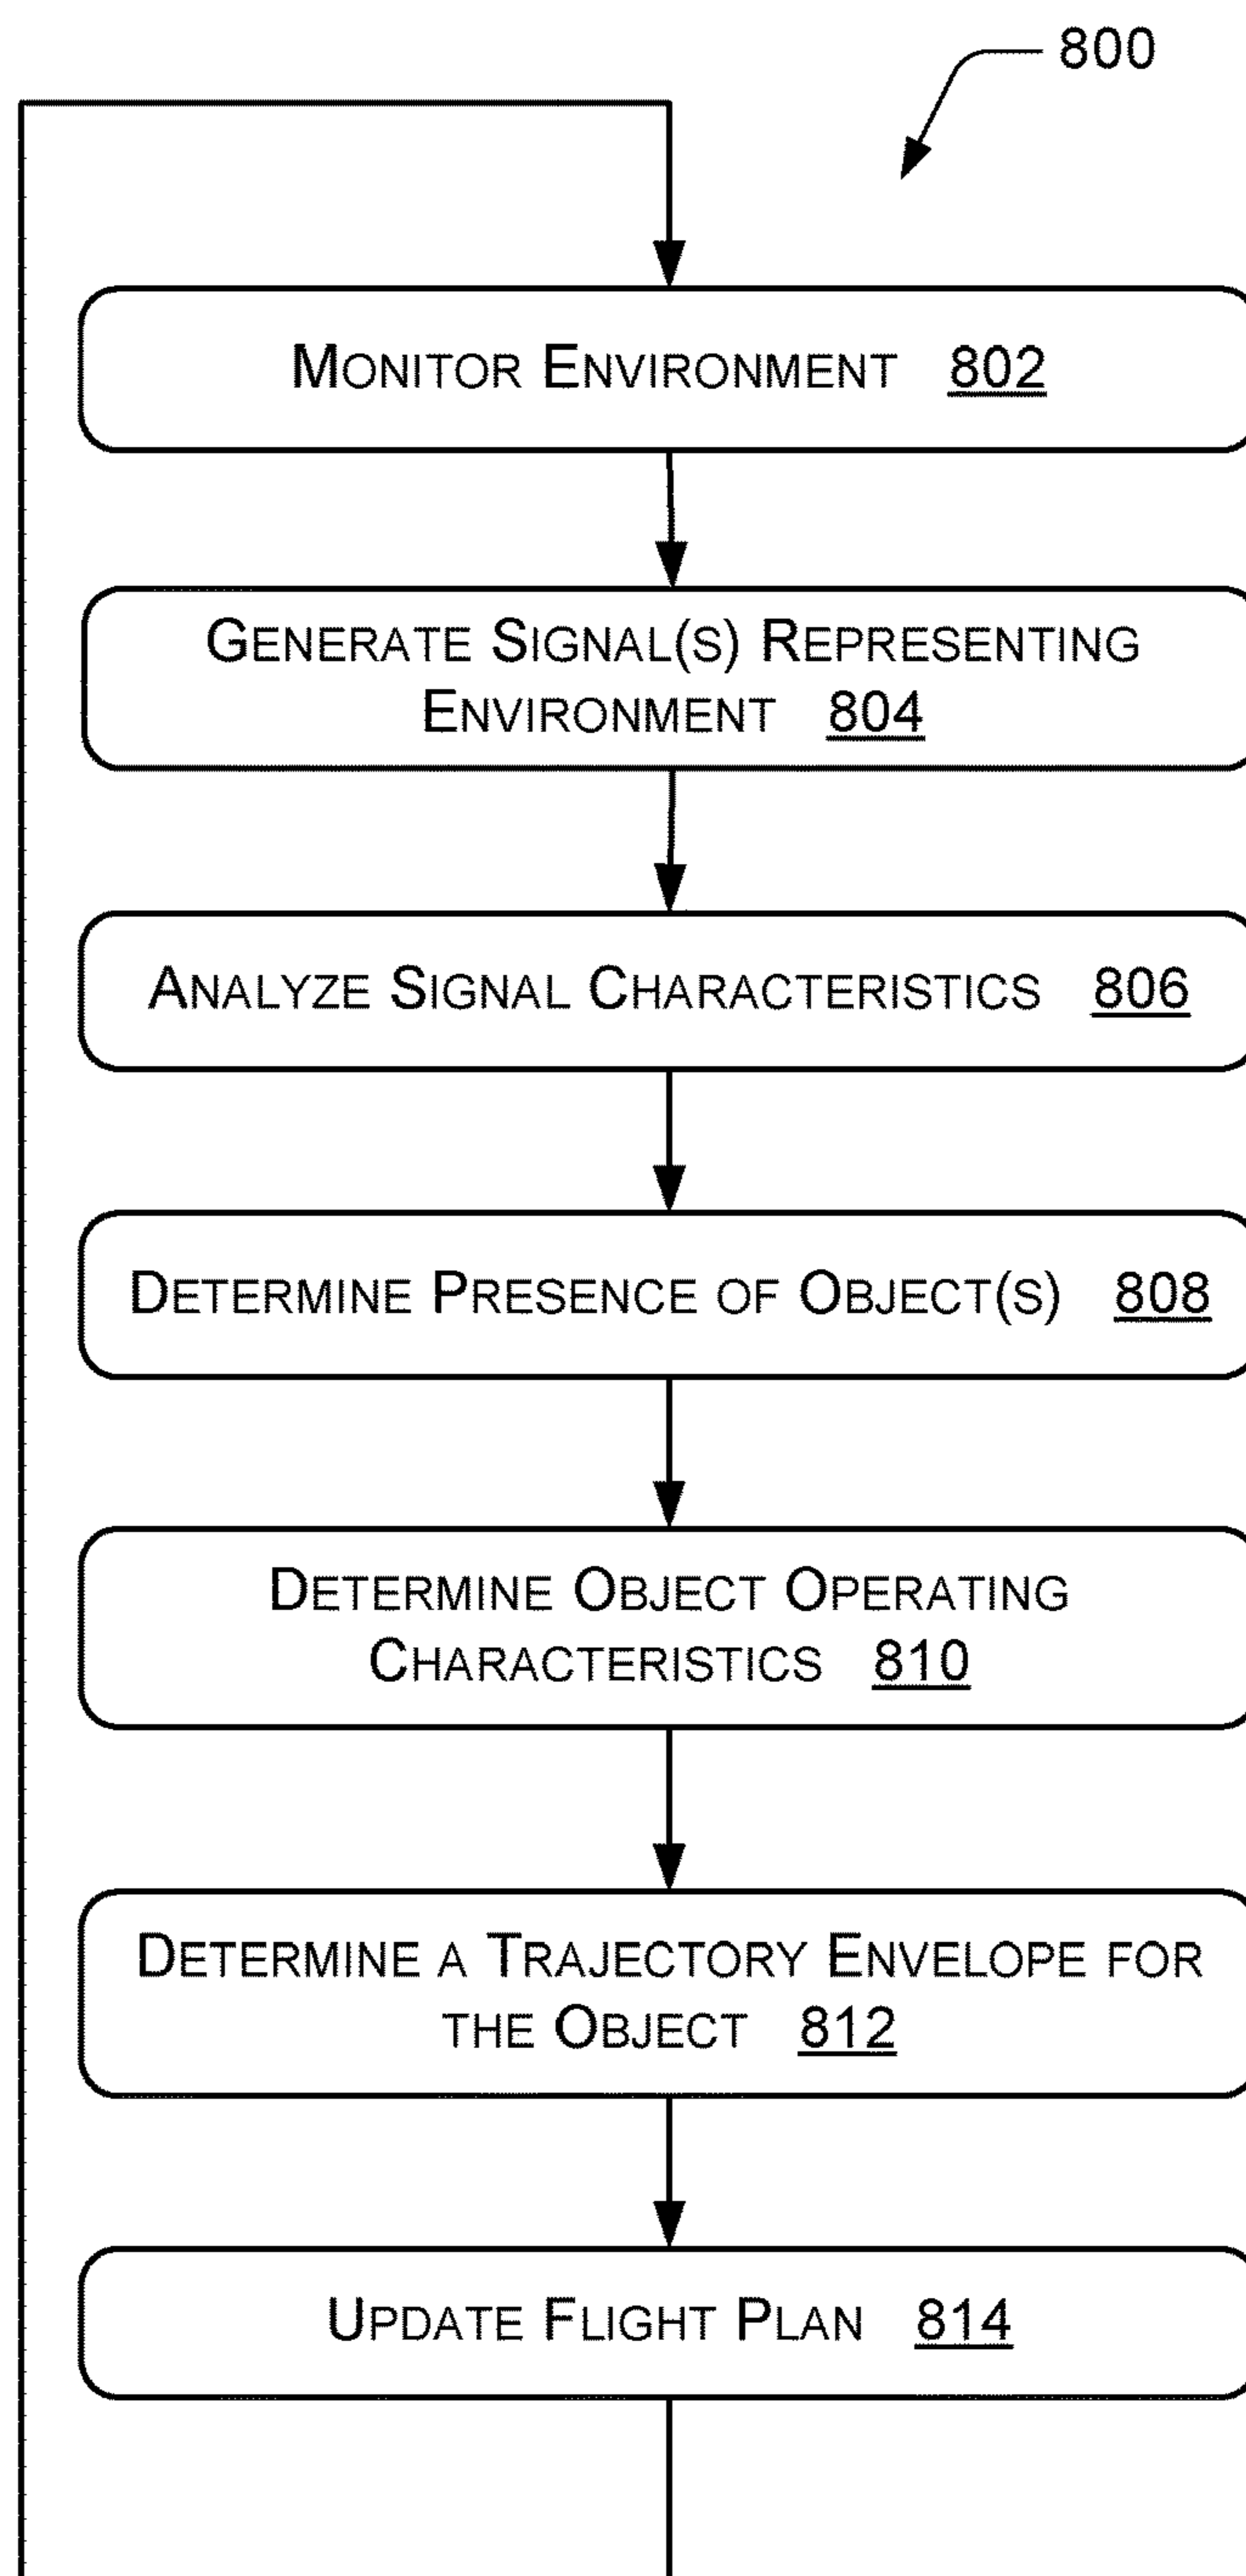 800
MONITOR ENVIRONMENT 802
GENERATE SIGNAL(S) REPRESENTING
ENVIRONMENT 804
ANALYZE SIGNAL CHARACTERISTICS 806
DETERMINE PRESENCE OF OBJECT(S) 808
DETERMINE OBJECT OPERATING
CHARACTERISTICS 810
DETERMINE A TRAJECTORY ENVELOPE FOR
THE OBJECT 812
UPDATE FLIGHT PLAN 814